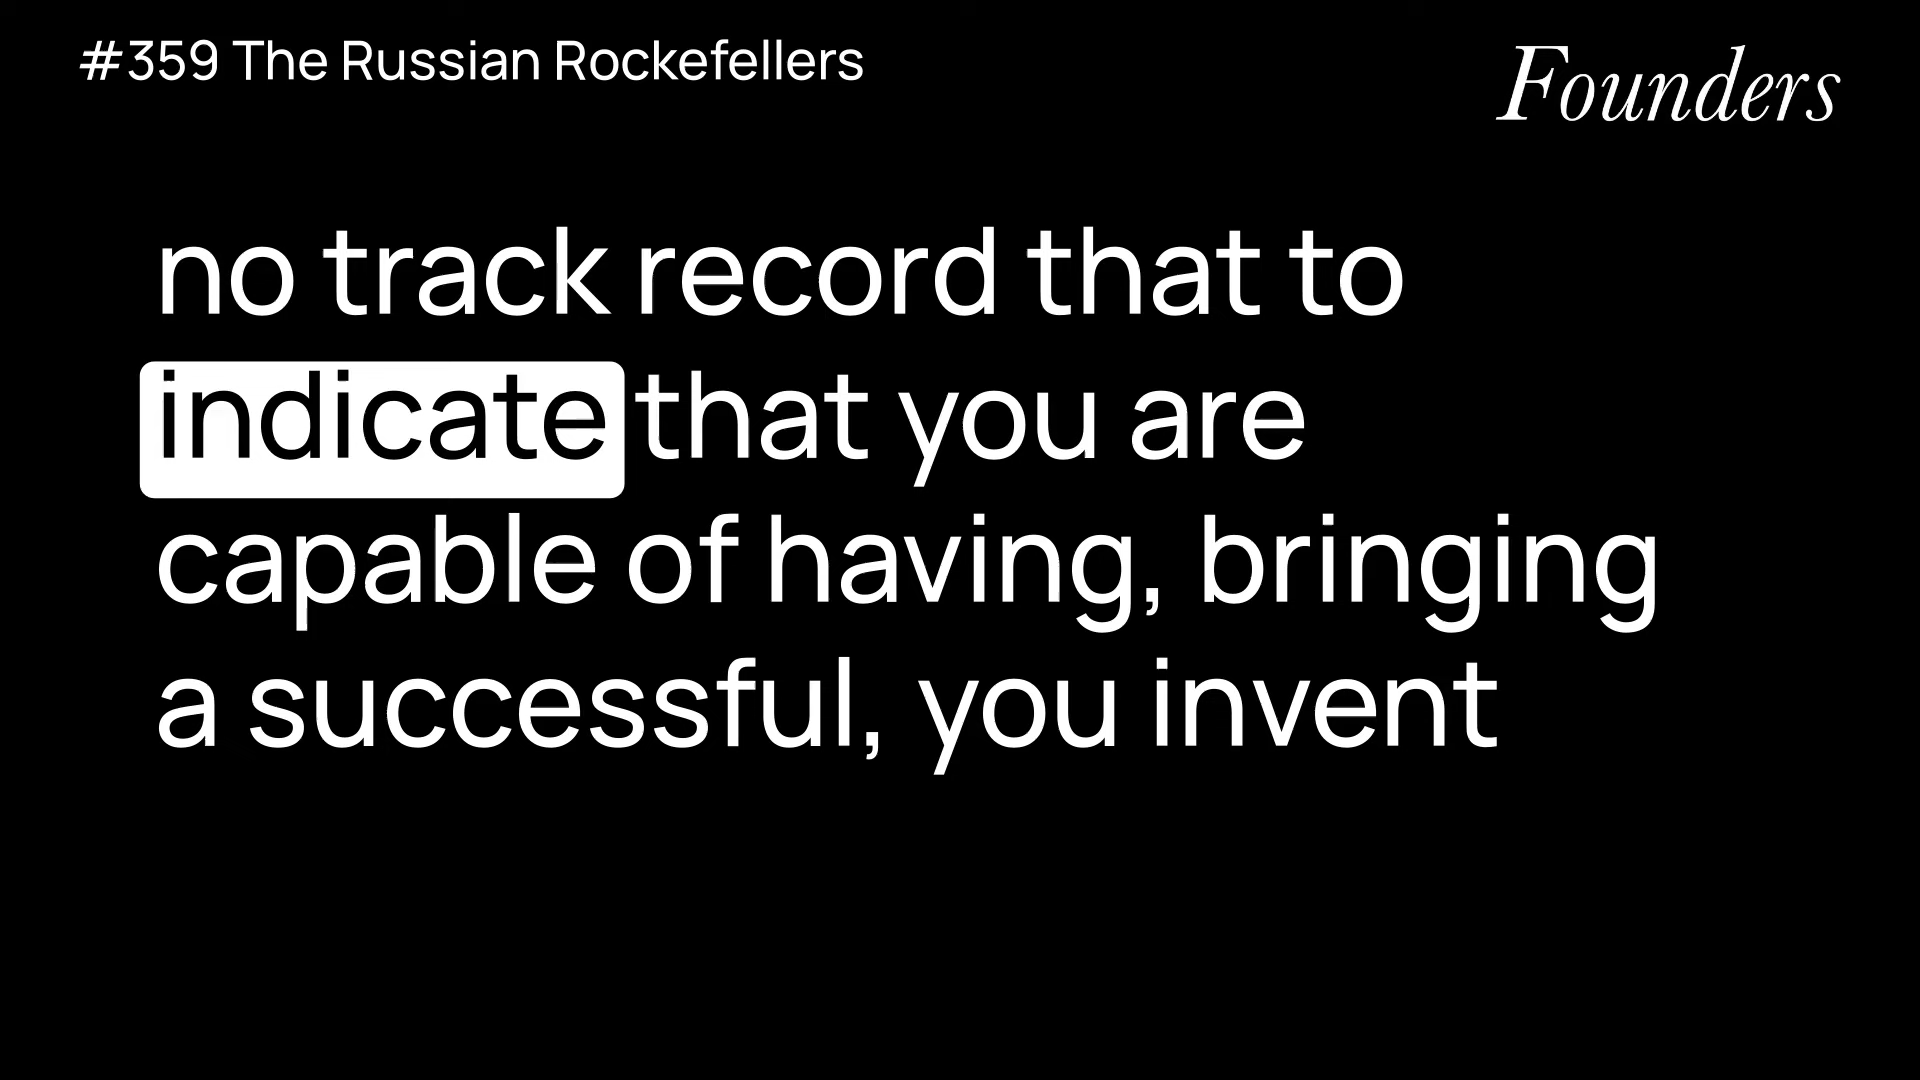 #359 The Russian Rockefellers
Founders
no track record that to
indicate that you are
capable of having, bringing
a successful, you invent